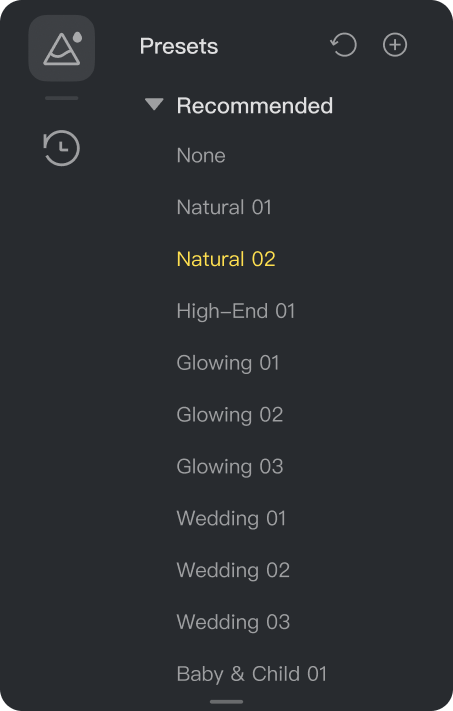 Presets
Recommended
None
Natural 01
Natural 02
High–End 01
Glowing 01
Glowing 02
Glowing 03
Wedding 01
Wedding 02
Wedding 03
Baby & Child 01